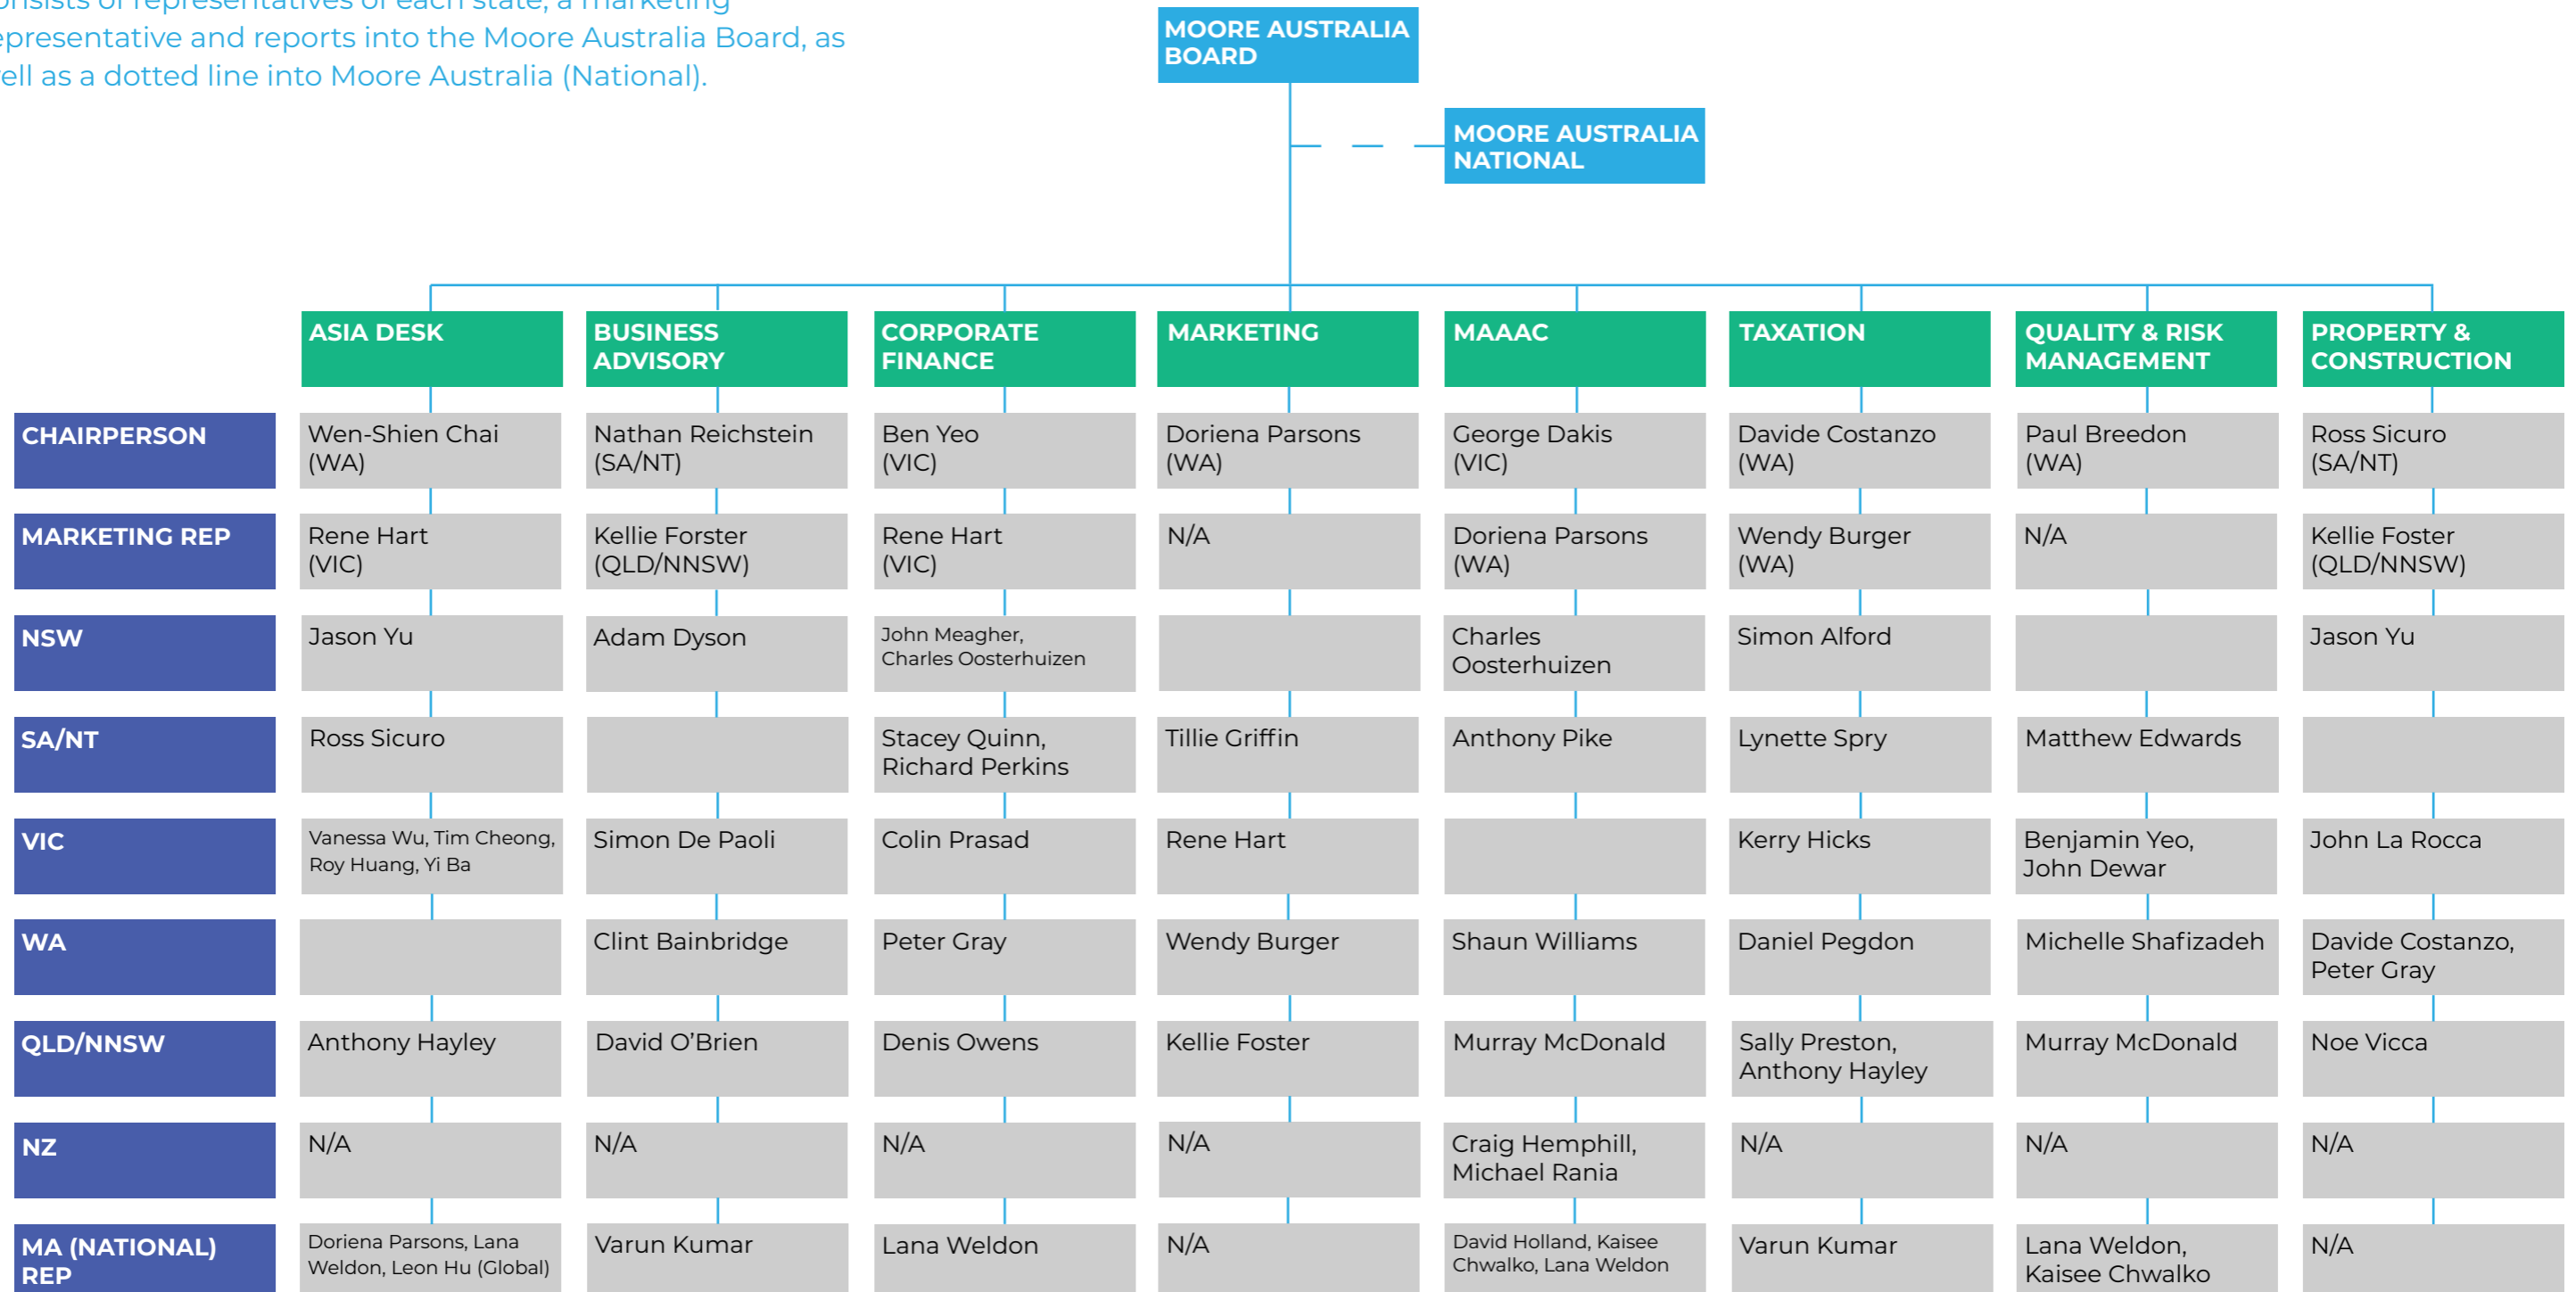 representative and reports into the Moore Australia Board, as
well as a dotted line into Moore Australia (National).
MOORE AUSTRALIA
BOARD
MOORE AUSTRALIA
NATIONAL
ASIA DESK
BUSINESS
ADVISORY
CORPORATE
FINANCE
MARKETING
MAAAC
TAXATION
QUALITY & RISK
MANAGEMENT
PROPERTY &
CONSTRUCTION
CHAIRPERSON
Wen-Shien Chai
(WA)
Nathan Reichstein
(SA/NT)
Ben Yeo
(VIC)
Doriena Parsons
(WA)
George Dakis
(VIC)
Davide Costanzo
(WA)
Paul Breedon
(WA)
Ross Sicuro
(SA/NT)
MARKETING REP
Rene Hart
(VIC)
Kellie Forster
(QLD/NNSW)
Rene Hart
(VIC)
N/A
Doriena Parsons
(WA)
Wendy Burger
(WA)
N/A
Kellie Foster
(QLD/NNSW)
NSW
Jason Yu
Adam Dyson
John Meagher,
Charles Oosterhuizen
Charles
Oosterhuizen
Simon Alford
Jason Yu
SA/NT
Ross Sicuro
Stacey Quinn,
Richard Perkins
Tillie Griffin
Anthony Pike
Lynette Spry
Matthew Edwards
VIC
Vanessa Wu, Tim Cheong,
Roy Huang, Yi Ba
Simon De Paoli
Colin Prasad
Rene Hart
Kerry Hicks
Benjamin Yeo,
John Dewar
John La Rocca
WA
Clint Bainbridge
Peter Gray
Wendy Burger
Shaun Williams
Daniel Pegdon
Michelle Shafizadeh
Davide Costanzo,
Peter Gray
QLD/NNSW
Anthony Hayley
David O’Brien
Denis Owens
Kellie Foster
Murray McDonald
Sally Preston,
Anthony Hayley
Murray McDonald
Noe Vicca
NZ
N/A
N/A
N/A
N/A
Craig Hemphill,
Michael Rania
N/A
N/A
N/A
MA (NATIONAL)
REP
Doriena Parsons, Lana
Weldon, Leon Hu (Global)
Varun Kumar
Lana Weldon
N/A
David Holland, Kaisee
Chwalko, Lana Weldon
Varun Kumar
Lana Weldon,
Kaisee Chwalko
N/A